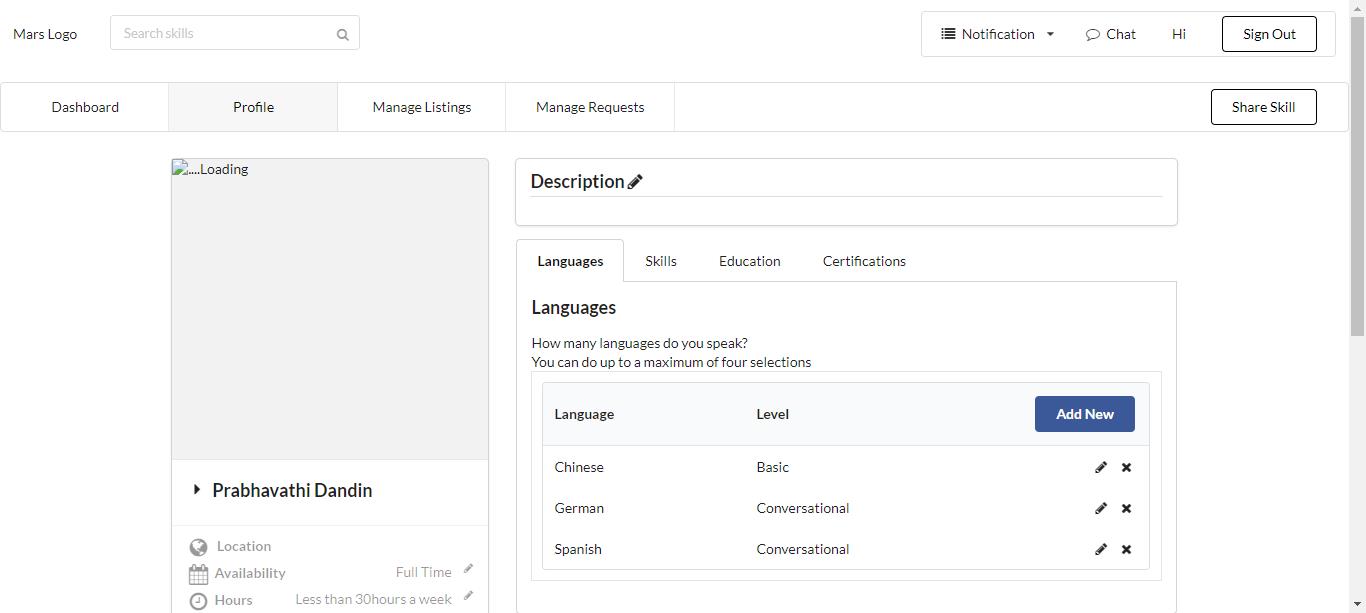 Mars Logo
Search skills
Notification
Chat
Hi
Sign Out
Dashboard
Profile
Manage Listings
Manage Requests
Share Skill
....Loading
Description
Languages
Skills
Education
Certifications
Languages
How many languages do you speak?
You can do up to a maximum of four selections
Language
Level
Add New
Chinese
Basic
German
Conversational
Spanish
Conversational
Prabhavathi Dandin
Location
Availability
Full Time
Hours
Less than 30hours a week